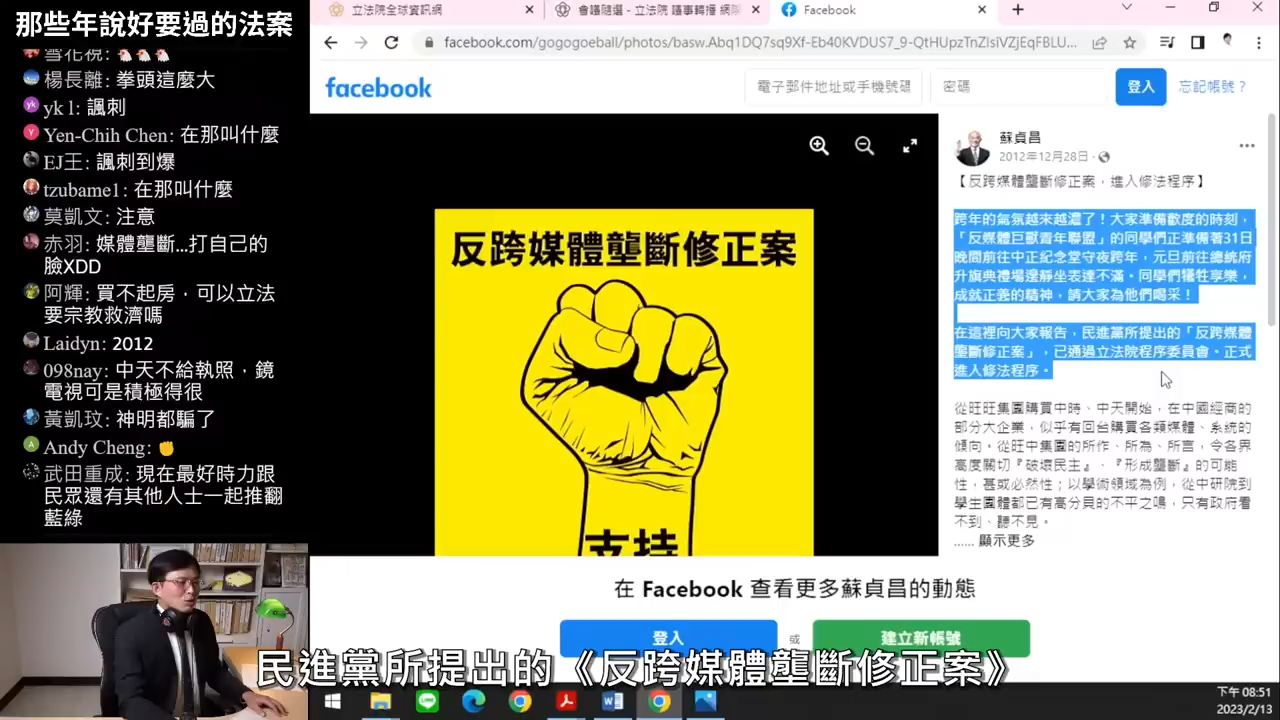 那些年說好要過的法案
雪花視:
楊長離: 拳頭這麼大
yk l: 諷刺
Yen-Chih Chen: 在那叫什麼
EJ王: 諷刺到爆
tzubame1: 在那叫什麼
莫凱文: 注意
赤羽: 媒體壟斷...打自己的
臉XDD
阿輝: 買不起房，可以立法
要宗教救濟嗎
Laidyn: 2012
098nay: 中天不給執照，鏡
電視可是積極得很
黃凱玟: 神明都騙了
Andy Cheng:
武田重成: 現在最好時力跟
民眾還有其他人士一起推翻
藍綠
立法院全球資訊網
會議隨選 - 立法院 議事轉播 網
Facebook
facebook.com/gogogoeball/photos/basw.Abq1DQ7sq9Xf-Eb40XVDUS7_9-QtHUpzTnZIsiVZjEqFBLU...
facebook
電子郵件地址或手機號碼
密碼
登入
忘記帳號？
反跨媒體壟斷修正案
支持
蘇貞昌
2012年12月28日
【反跨媒體壟斷修正案，進入修法程序】
跨年的氣氛越來越濃了！大家準備歡度的時刻，
「反媒體巨獸青年聯盟」的同學們正準備著31日
晚間前往中正紀念堂守夜跨年，元旦前往總統府
升旗典禮場邊靜坐表達不滿。同學們犧牲享樂，
成就正義的精神，請大家為他們喝采！
在這裡向大家報告，民進黨所提出的「反跨媒體
壟斷修正案」，已通過立法院程序委員會。正式
進入修法程序。
從旺旺集團購買中時、中天開始，在中國經商的
部分大企業，似乎有回台購買各類媒體、系統的
傾向。從旺中集團的所作、所為、所言，令各界
高度關切『破壞民主』、『形成壟斷』的可能
性，甚或必然性；以學術領域為例，從中研院到
學生團體都已有高分貝的不平之鳴，只有政府看
不到、聽不見。
...... 顯示更多
在 Facebook 查看更多蘇貞昌的動態
登入
或
建立新帳號
民進黨所提出的《反跨媒體壟斷修正案》
下午 08:51
2023/2/13